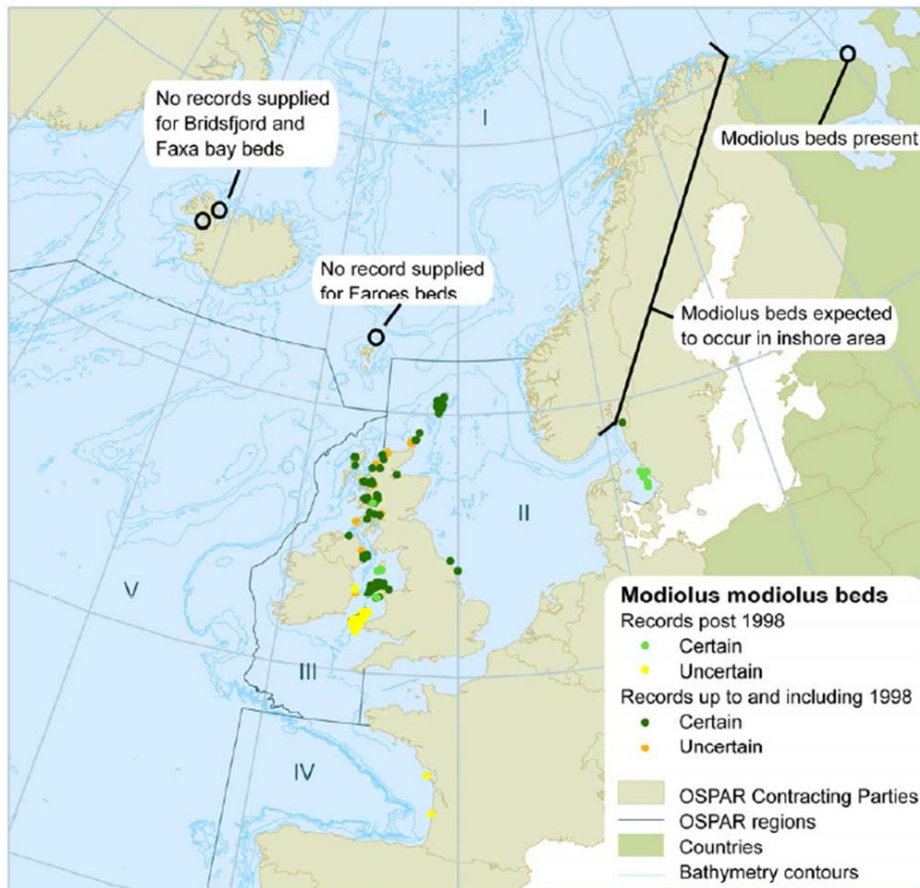 No records supplied
for Bridsfjord and
Faxa bay beds
I
Modiolus beds present
No record supplied
for Faroes beds
Modiolus beds expected
to occur in inshore area
II
V
III
IV
Modiolus modiolus beds
Records post 1998
Certain
Uncertain
Records up to and including 1998
Certain
Uncertain
OSPAR Contracting Parties
OSPAR regions
Countries
Bathymetry contours